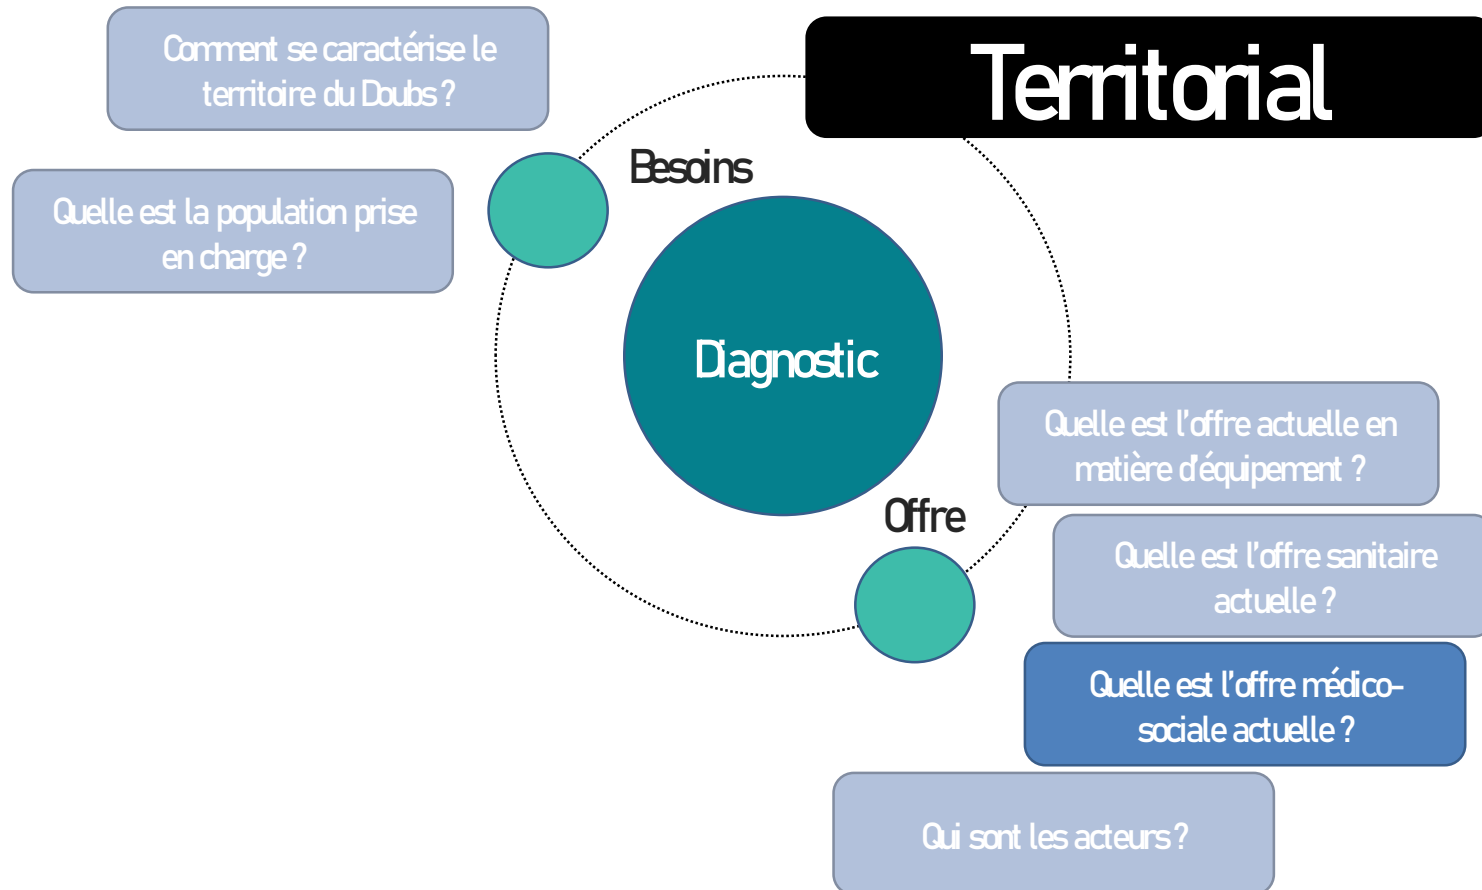 Territorial
Comment se caractérise le
territoire du Doubs ?
Besoins
Quelle est la population prise
en charge ?
Diagnostic
Quelle est l’offre actuelle en
matière d’équipement ?
Offre
Quelle est l’offre sanitaire
actuelle ?
Quelle est l’offre médico-
sociale actuelle ?
Qui sont les acteurs ?